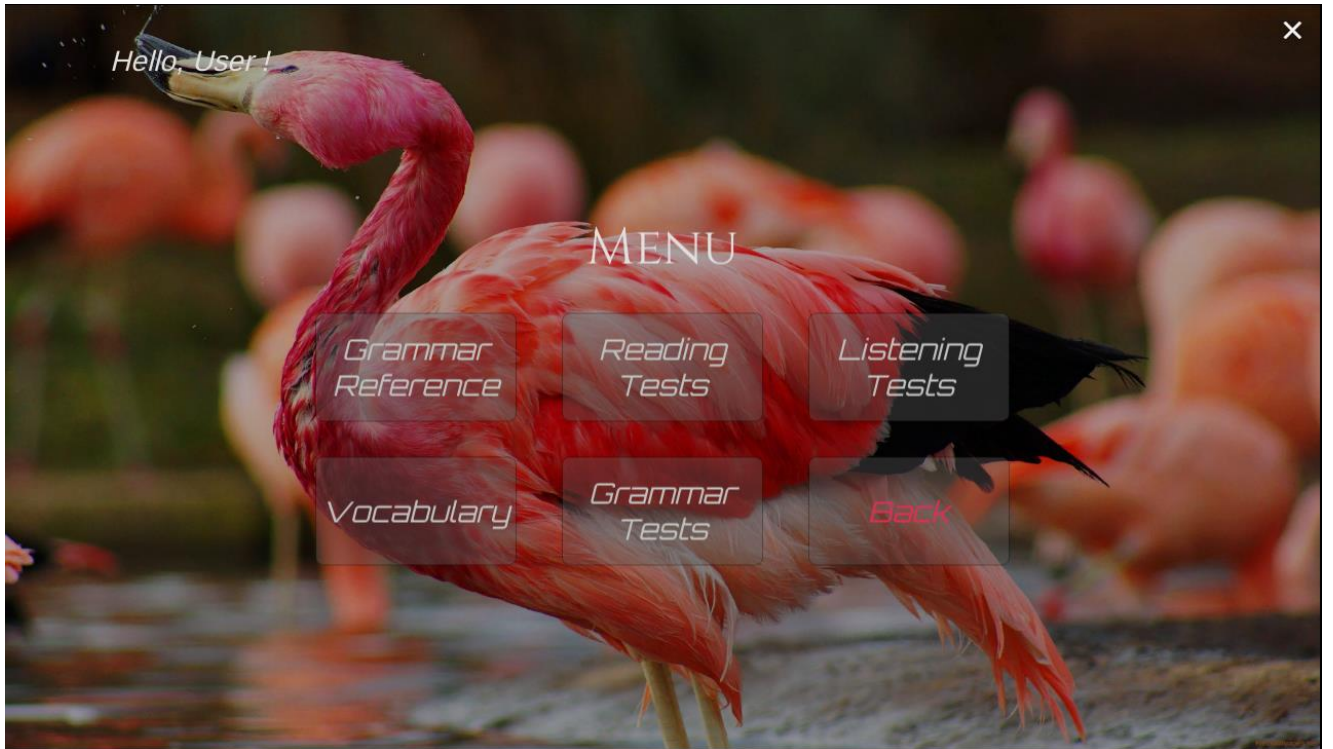 Hello, User !
MENU
Grammar
Reference
Reading
Tests
Listening
Tests
Vocabulary
Grammar
Tests
Back